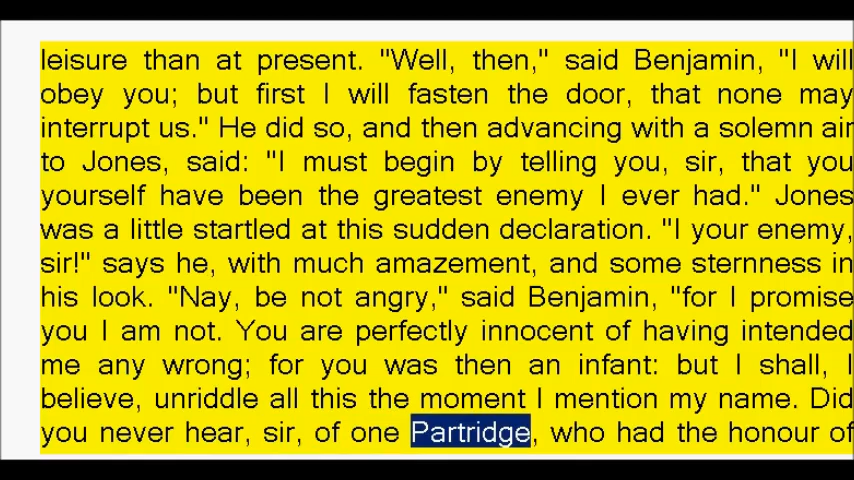 leisure than at present. "Well, then," said Benjamin, "I will
obey you; but first I will fasten the door, that none may
interrupt us." He did so, and then advancing with a solemn air
to Jones, said: "I must begin by telling you, sir, that you
yourself have been the greatest enemy I ever had." Jones
was a little startled at this sudden declaration. "I your enemy,
sir!" says he, with much amazement, and some sternness in
his look. "Nay, be not angry," said Benjamin, "for I promise
you I am not. You are perfectly innocent of having intended
me any wrong; for you was then an infant: but I shall, I
believe, unriddle all this the moment I mention my name. Did
you never hear, sir, of one Partridge, who had the honour of